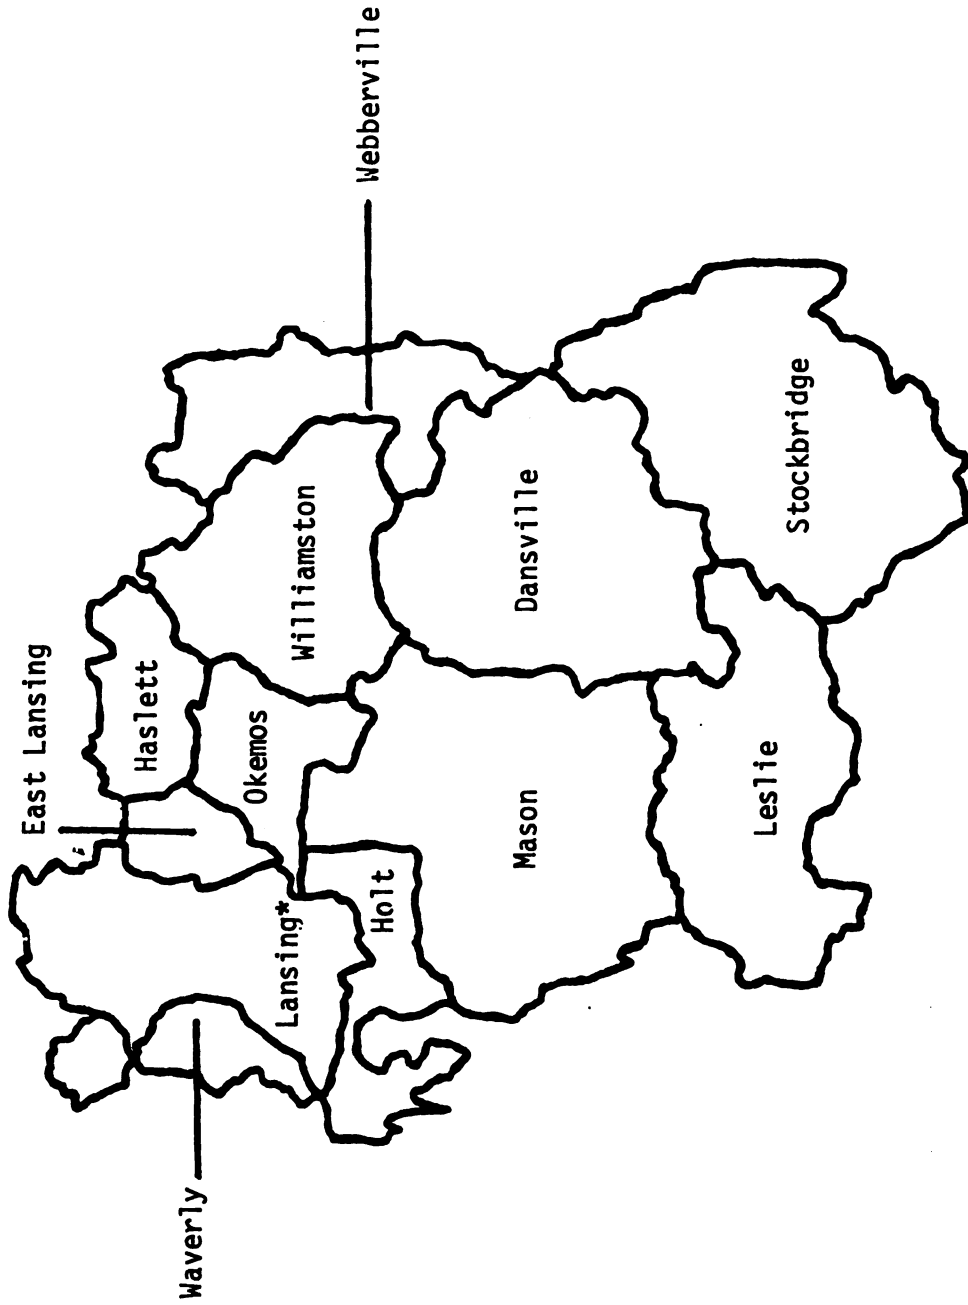 Webberville
East Lansing
Haslett
Williamston
Okemos
Dansville
Stockbridge
Waverly
Lansing*
Holt
Mason
Leslie